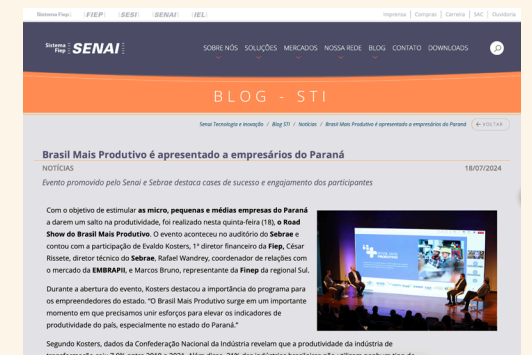 Sistema Fiep FIEP SESI SENAI IEL Imprensa | Compras | Carreira | SAC | Ouvidoria
Sistema Fiep SENAI SOBRE NÓS SOLUÇÕES MERCADOS NOSSA REDE BLOG CONTATO DOWNLOADS
BLOG - STI
Senai Tecnologia e Inovação / Blog STI / Notícias / Brasil Mais Produtivo é apresentado a empresários do Paraná VOLTAR
Brasil Mais Produtivo é apresentado a empresários do Paraná
NOTÍCIAS 18/07/2024
Evento promovido pelo Senai e Sebrae destaca cases de sucesso e engajamento dos participantes
Com o objetivo de estimular as micro, pequenas e médias empresas do Paraná
a darem um salto na produtividade, foi realizado nesta quinta-feira (18), o Road
Show do Brasil Mais Produtivo. O evento aconteceu no auditório do Sebrae e
contou com a participação de Evaldo Kosters, 1º diretor financeiro da Fiep, César
Rissete, diretor técnico do Sebrae, Rafael Wandrey, coordenador de relações com
o mercado da EMBRAPII, e Marcos Bruno, representante da Finep da regional Sul.
Durante a abertura do evento, Kosters destacou a importância do programa para
os empreendedores do estado. "O Brasil Mais Produtivo surge em um importante
momento em que precisamos unir esforços para elevar os indicadores de
produtividade do país, especialmente no estado do Paraná."
Segundo Kosters, dados da Confederação Nacional da Indústria revelam que a produtividade da indústria de